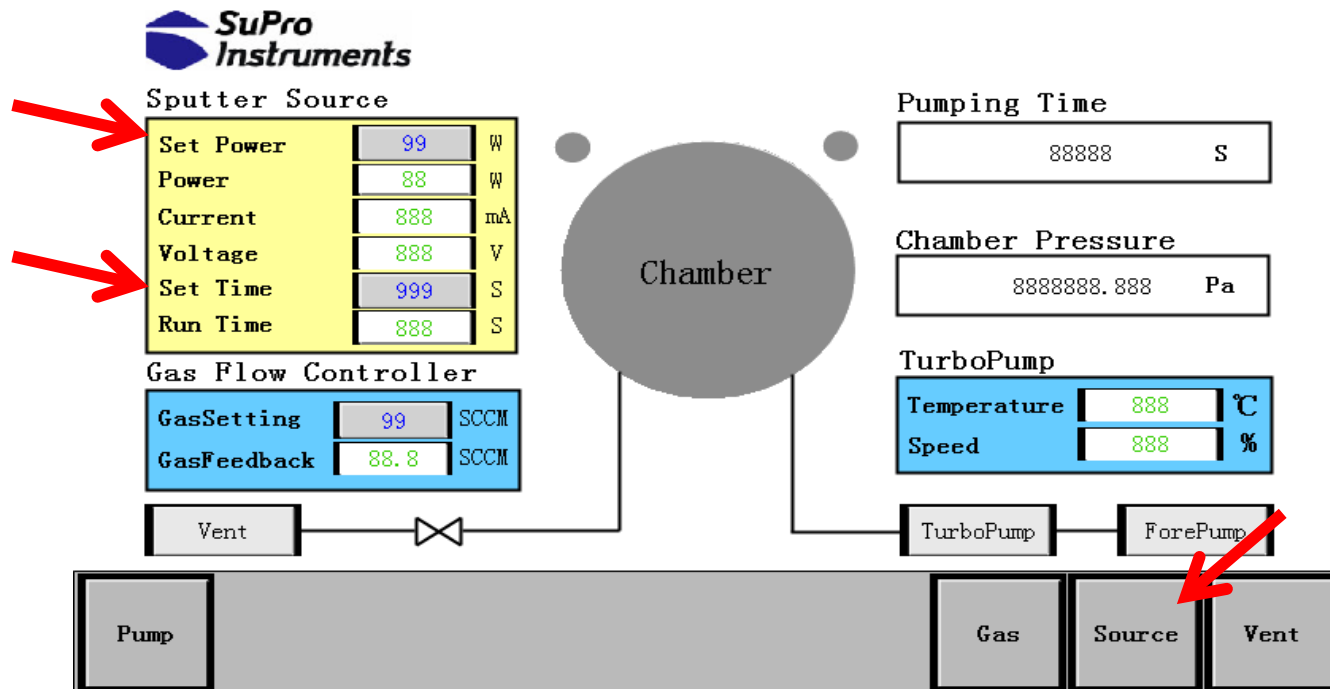 SuPro
Instruments
Sputter Source
Set Power 99 W
Power 88 W
Current 888 mA
Voltage 888 V
Set Time 999 S
Run Time 888 S
Gas Flow Controller
GasSetting 99 SCCM
GasFeedback 88.8 SCCM
Vent
Chamber
Pumping Time
88888 S
Chamber Pressure
8888888.888 Pa
TurboPump
Temperature 888 ℃
Speed 888 %
TurboPump
ForePump
Pump
Gas
Source
Vent